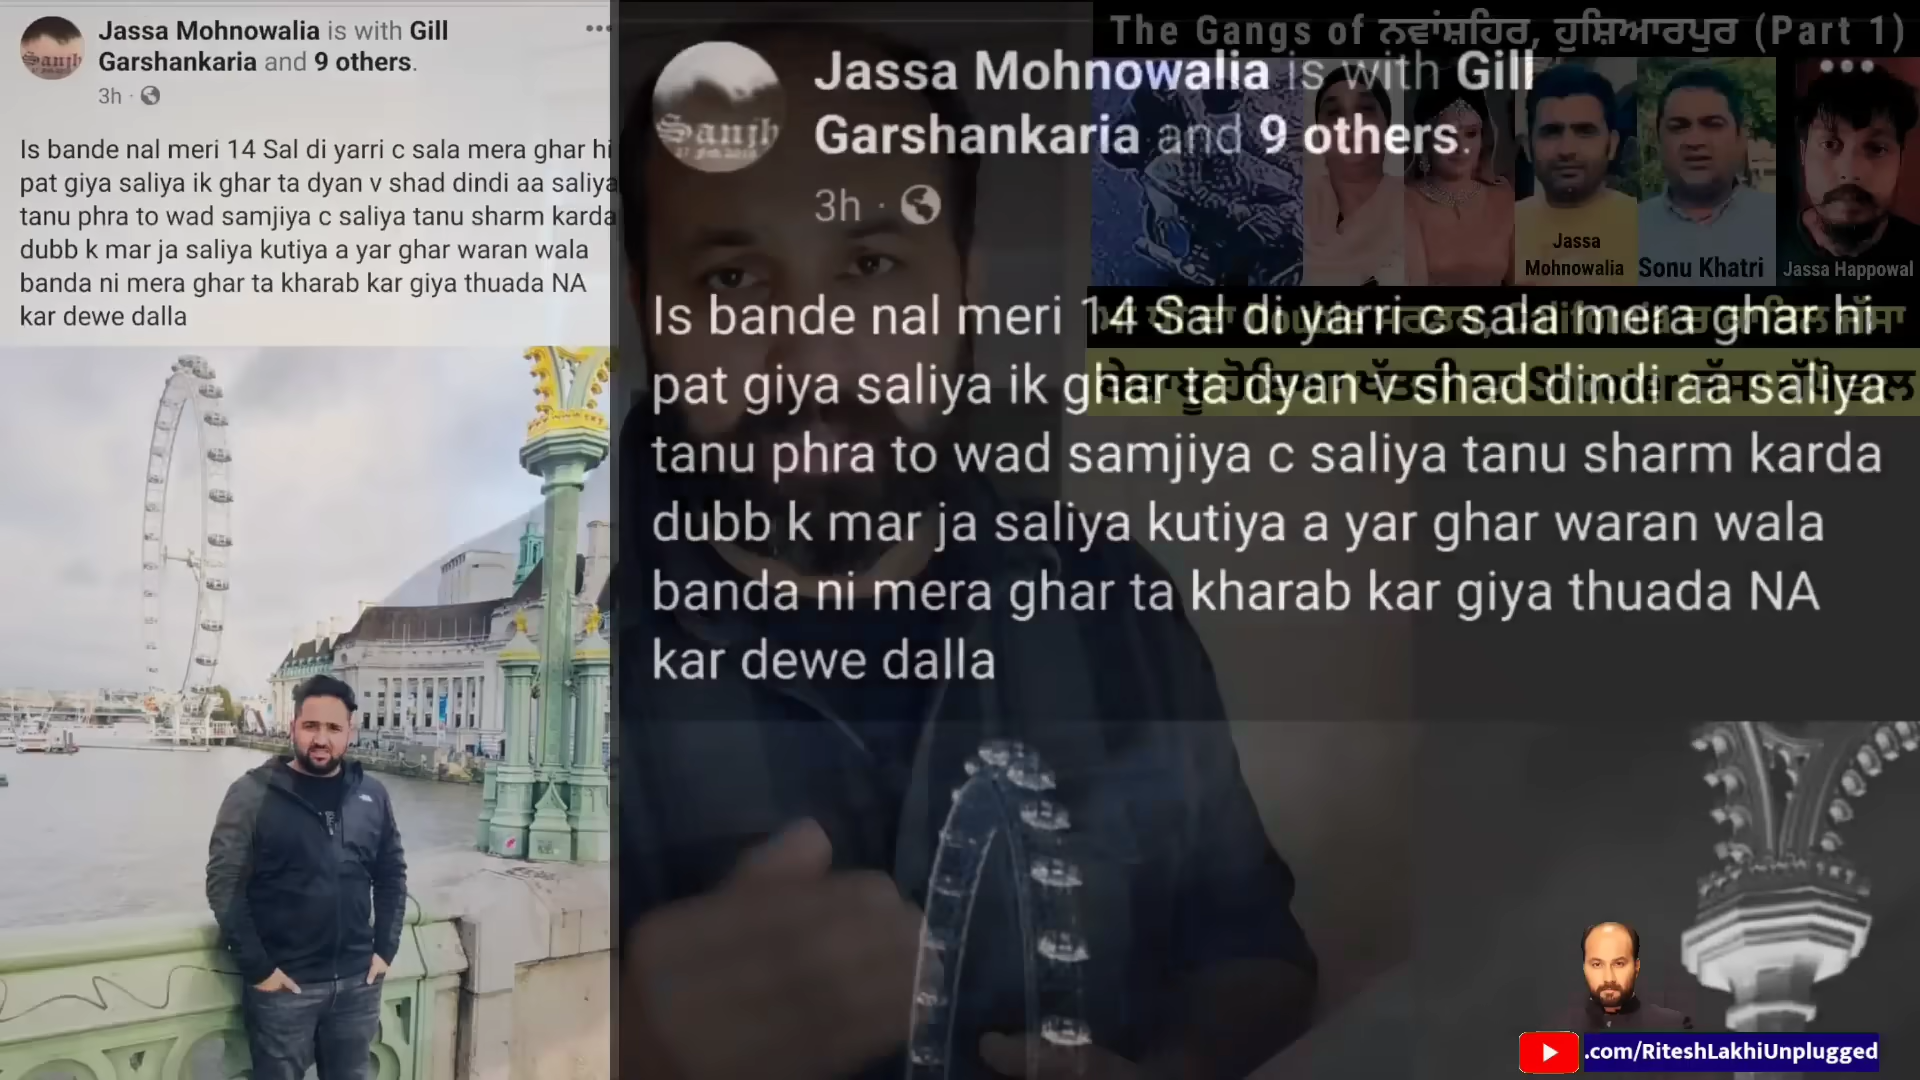 Jassa Mohnowalia is with Gill
Garshankaria and 9 others.
3h
Is bande nal meri 14 Sal di yarri c sala mera ghar hi
pat giya saliya ik ghar ta dyan v shad dindi aa saliya
tanu phra to wad samjiya c saliya tanu sharm karda
dubb k mar ja saliya kutiya a yar ghar waran wala
banda ni mera ghar ta kharab kar giya thuada NA
kar dewe dalla
Jassa Mohnowalia is with Gill
Garshankaria and 9 others.
3h
Sanjh
Is bande nal meri 14 Sal di yarri c sala mera ghar hi
pat giya saliya ik ghar ta dyan v shad dindi aa saliya
tanu phra to wad samjiya c saliya tanu sharm karda
dubb k mar ja saliya kutiya a yar ghar waran wala
banda ni mera ghar ta kharab kar giya thuada NA
kar dewe dalla
The Gangs of ਨਵਾਂਸ਼ਹਿਰ, ਹੁਸ਼ਿਆਰਪੁਰ (Part 1)
Jassa
Mohnowalia
Sonu Khatri
Jassa Happowal
.com/RiteshLakhiUnplugged